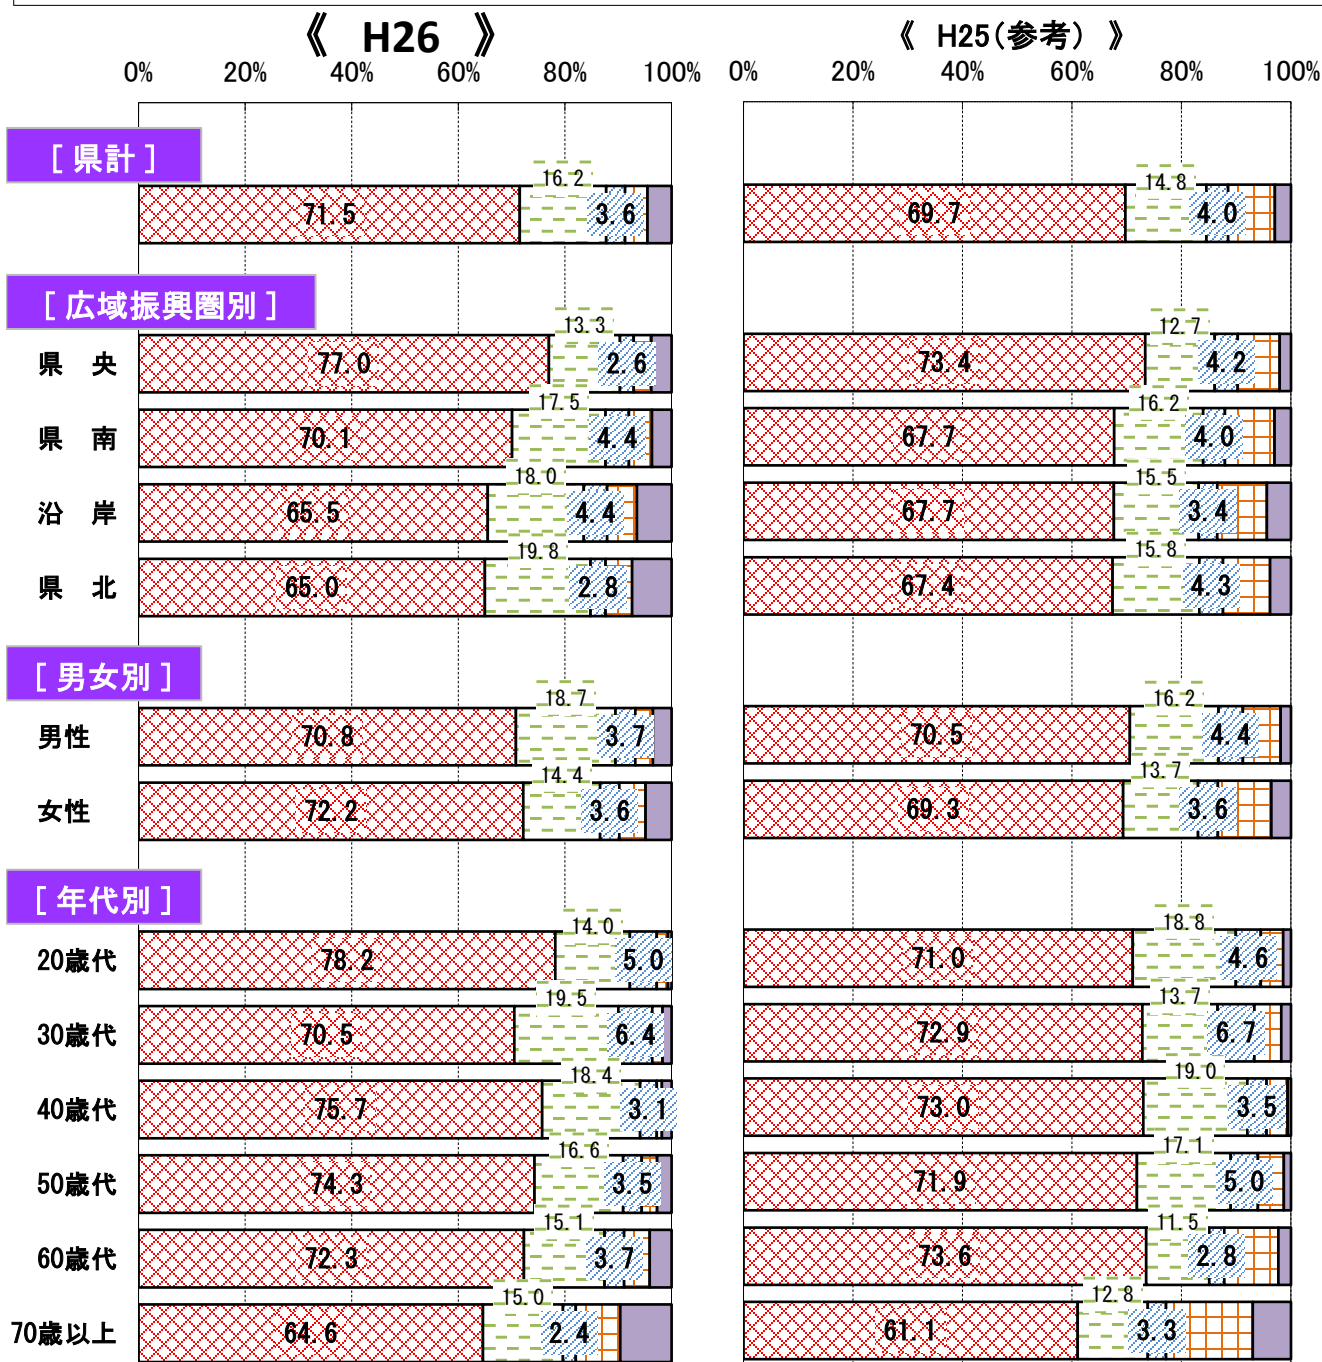 《 H26 》 《 H25(参考) 》
0% 20% 40% 60% 80% 100% 0% 20% 40% 60% 80% 100%
[ 県計 ]
16.2 14.8
71.5 3.6 69.7 4.0
[ 広域振興圏別 ]
13.3 12.7
県 央 77.0 2.6 73.4 4.2
17.5 16.2
県 南 70.1 4.4 67.7 4.0
18.0 15.5
沿 岸 65.5 4.4 67.7 3.4
19.8 15.8
県 北 65.0 2.8 67.4 4.3
[ 男女別 ]
18.7 16.2
男性 70.8 3.7 70.5 4.4
14.4 13.7
女性 72.2 3.6 69.3 3.6
[ 年代別 ]
14.0 18.8
20歳代 78.2 5.0 71.0 4.6
19.5 13.7
30歳代 70.5 6.4 72.9 6.7
18.4 19.0
40歳代 75.7 3.1 73.0 3.5
16.6 17.1
50歳代 74.3 3.5 71.9 5.0
15.1 11.5
60歳代 72.3 3.7 73.6 2.8
15.0 12.8
70歳以上 64.6 2.4 61.1 3.3